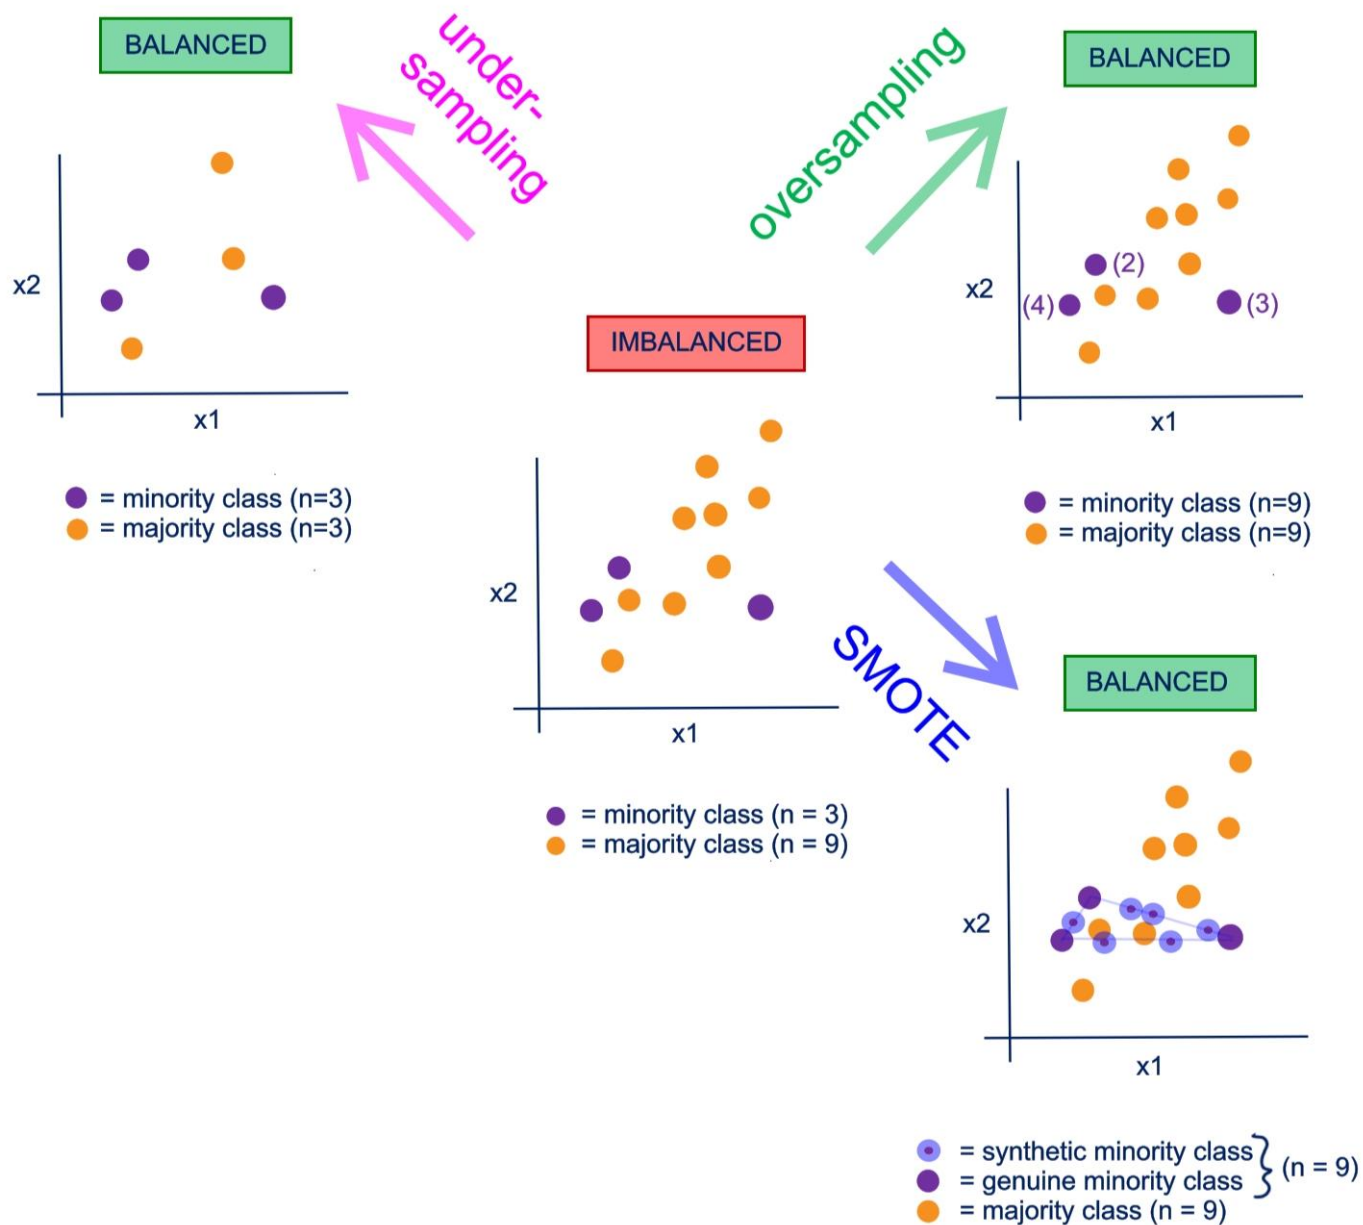 BALANCED
under-
sampling
x2
x1
= minority class (n=3)
= majority class (n=3)
oversampling
BALANCED
(2)
x2
(4)
(3)
x1
= minority class (n=9)
= majority class (n=9)
IMBALANCED
x2
x1
= minority class (n = 3)
= majority class (n = 9)
SMOTE
BALANCED
x2
x1
= synthetic minority class
= genuine minority class
(n = 9)
= majority class (n = 9)